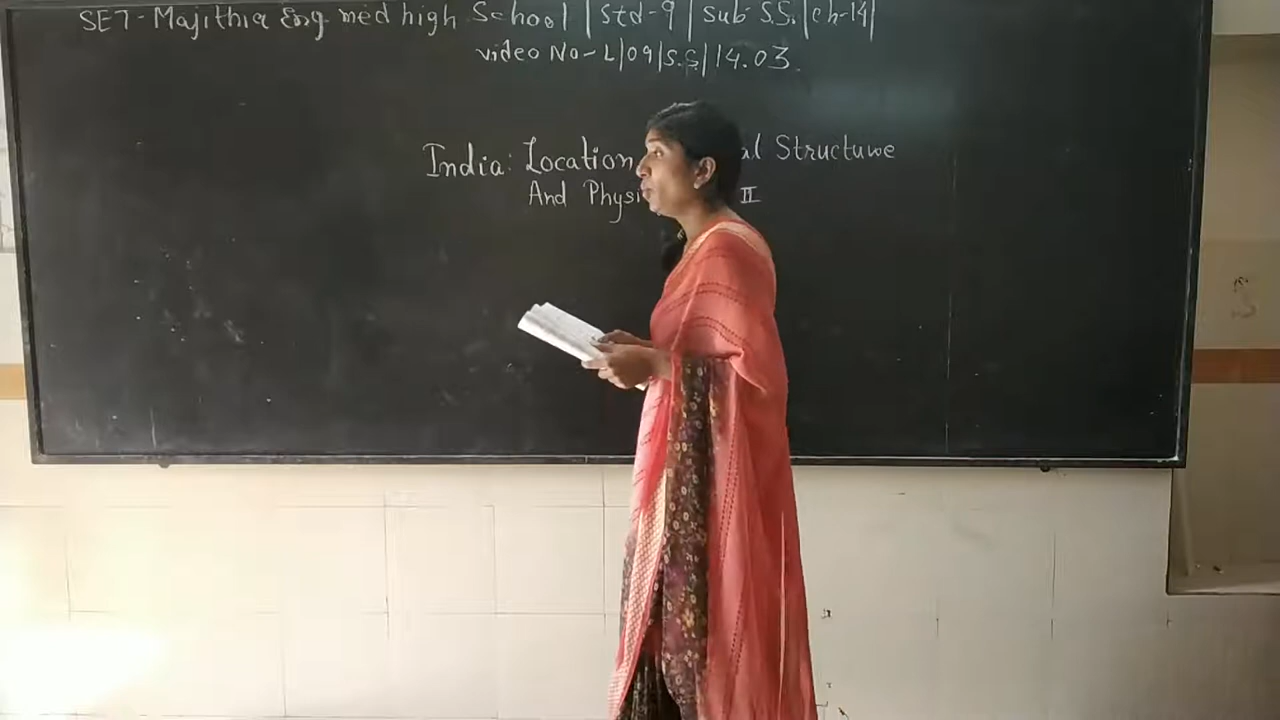 SET- Majithia Eng med high School | Std-9 | Sub S.S. | ch-14 |
video No- L/09/S.S/14.03.
India: Location al Structure
And Physi II